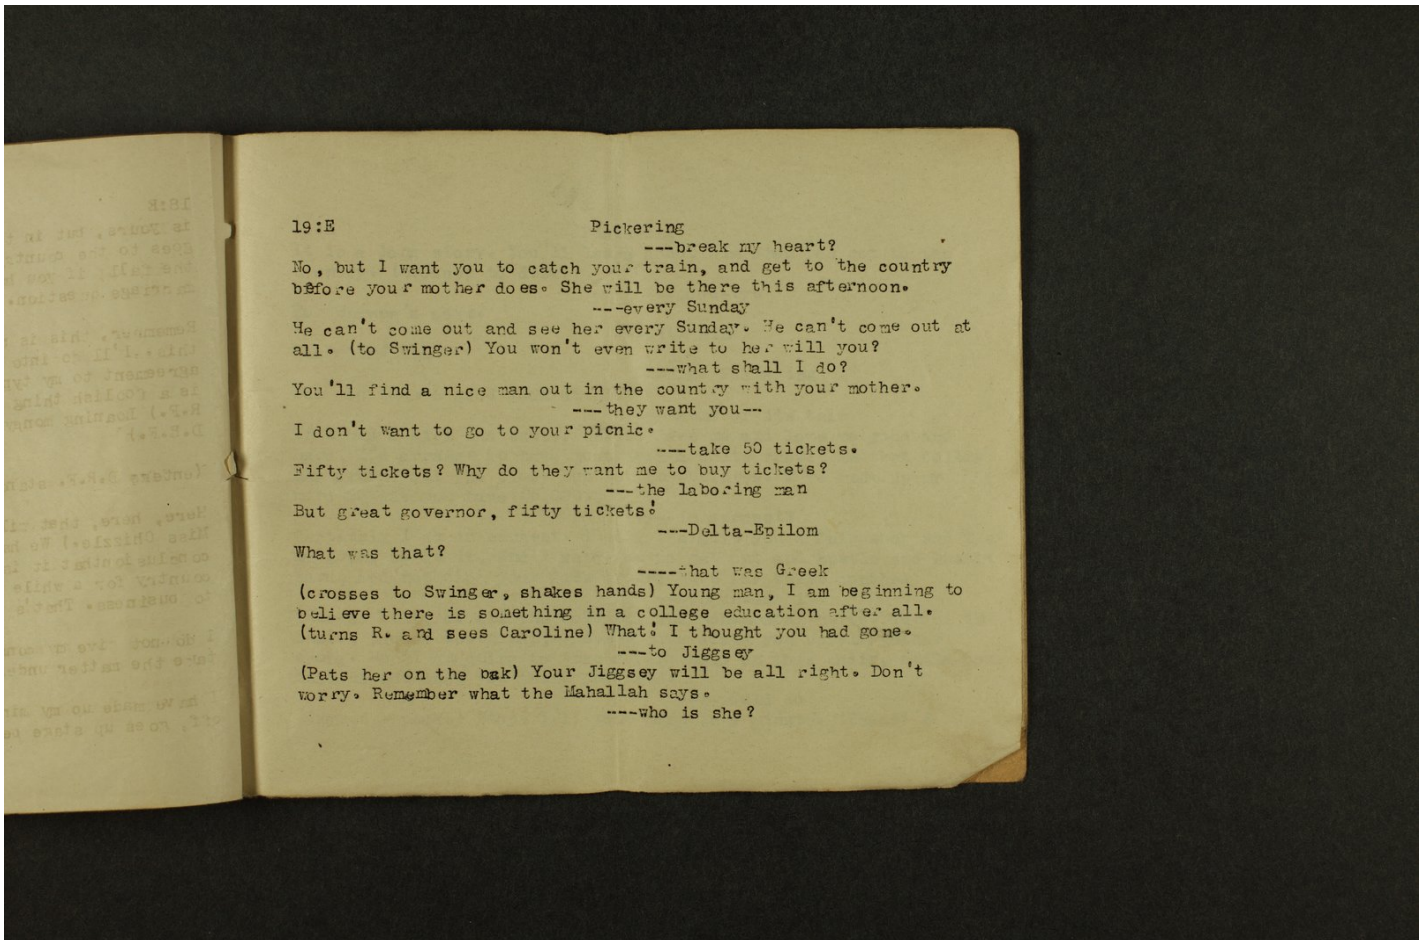 19:E Pickering
---break my heart?
No, but I want you to catch your train, and get to the country
before your mother does. She will be there this afternoon.
---every Sunday
He can't come out and see her every Sunday. He can't come out at
all. (to Swinger) You won't even write to her will you?
---what shall I do?
You'll find a nice man out in the country with your mother.
---they want you---
I don't want to go to your picnic.
---take 50 tickets.
Fifty tickets? Why do they want me to buy tickets?
---the laboring man
But great governor, fifty tickets!
---Delta-Epilom
What was that?
----that was Greek
(crosses to Swinger, shakes hands) Young man, I am beginning to
believe there is something in a college education after all.
(turns R. and sees Caroline) What! I thought you had gone.
---to Jiggsey
(Pats her on the bak) Your Jiggsey will be all right. Don't
worry. Remember what the Mahallah says.
----who is she?